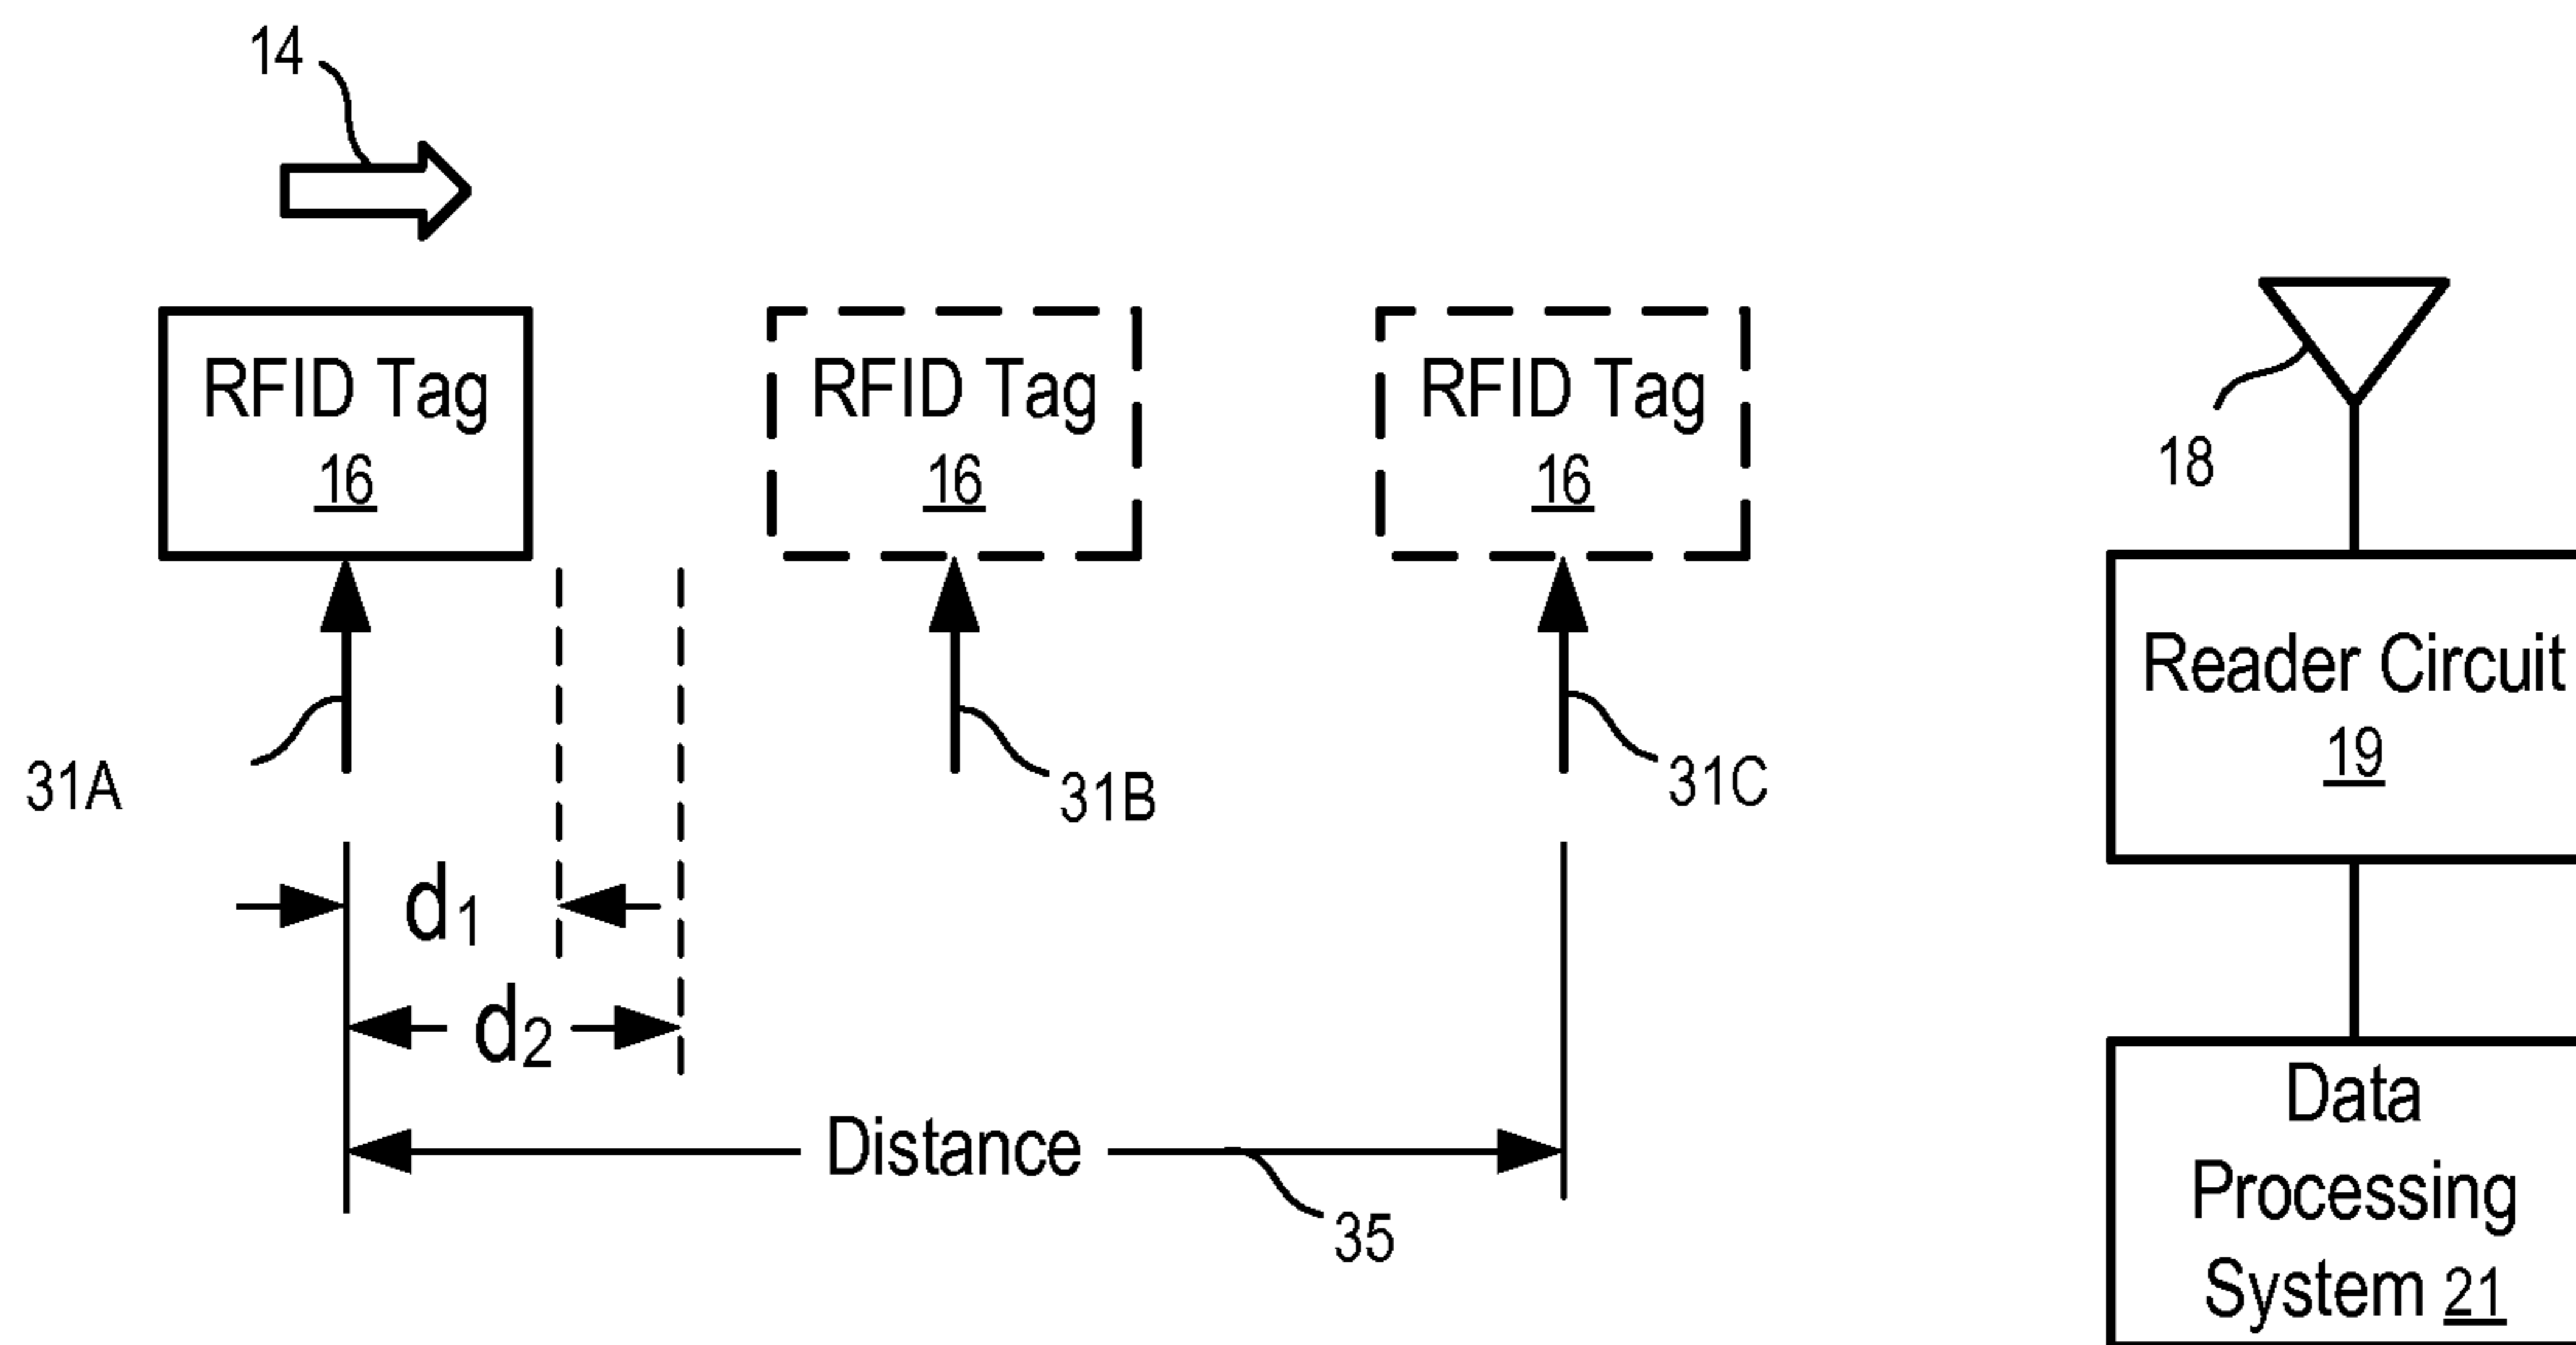 14
RFID Tag
16
RFID Tag
16
RFID Tag
16
18
31A
31B
31C
Reader Circuit
19
d1
d2
Distance
35
Data
Processing
System 21